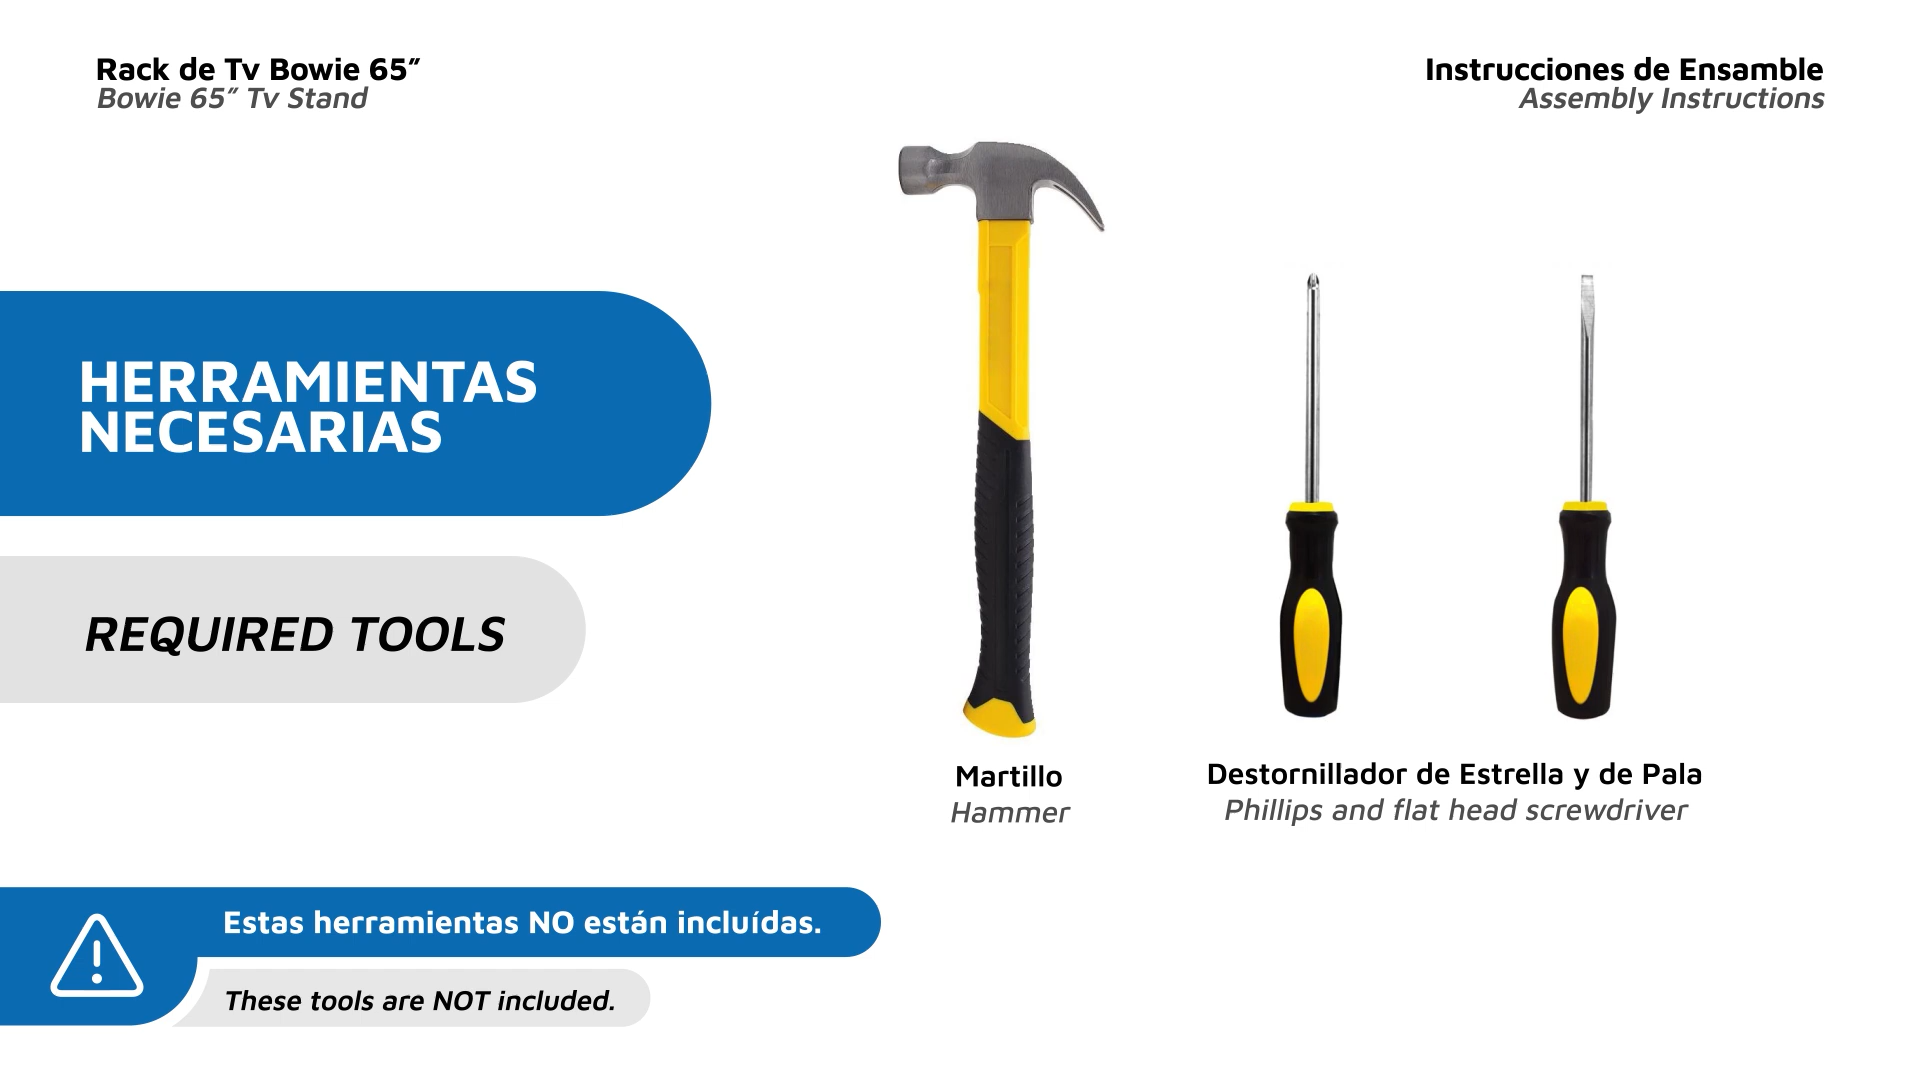 Rack de Tv Bowie 65”
Bowie 65” Tv Stand
Instrucciones de Ensamble
Assembly Instructions
HERRAMIENTAS
NECESARIAS
REQUIRED TOOLS
Martillo
Hammer
Destornillador de Estrella y de Pala
Phillips and flat head screwdriver
Estas herramientas NO están incluídas.
These tools are NOT included.